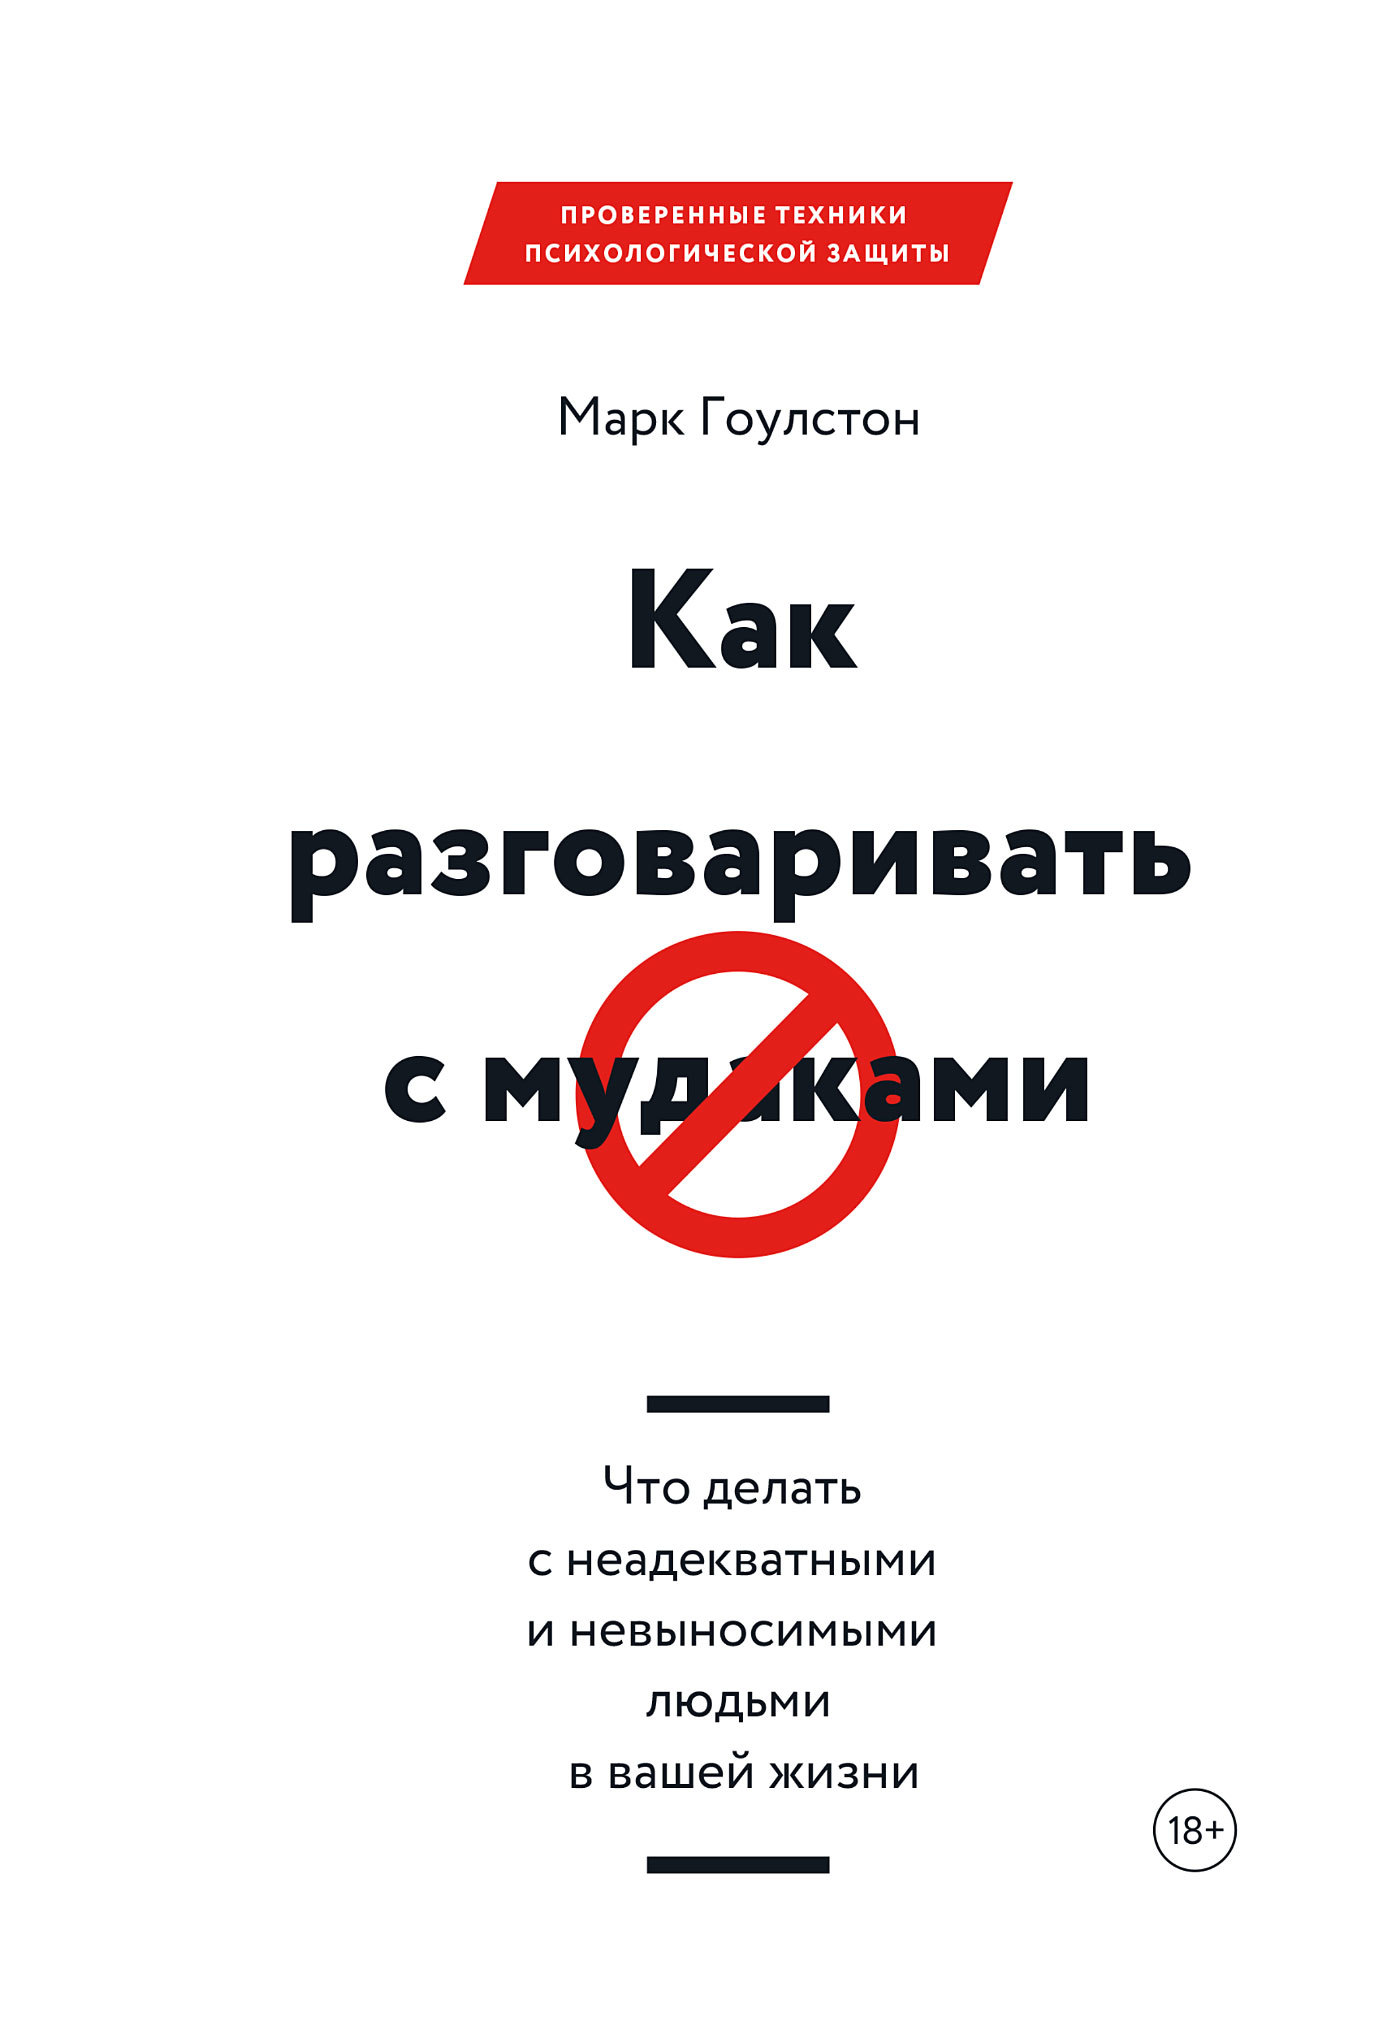 ПРОВЕРЕННЫЕ ТЕХНИКИ
ПСИХОЛОГИЧЕСКОЙ ЗАЩИТЫ
Марк Гоулстон
Как
разговаривать
с мудаками
Что делать
с неадекватными
и невыносимыми
людьми
в вашей жизни
18+